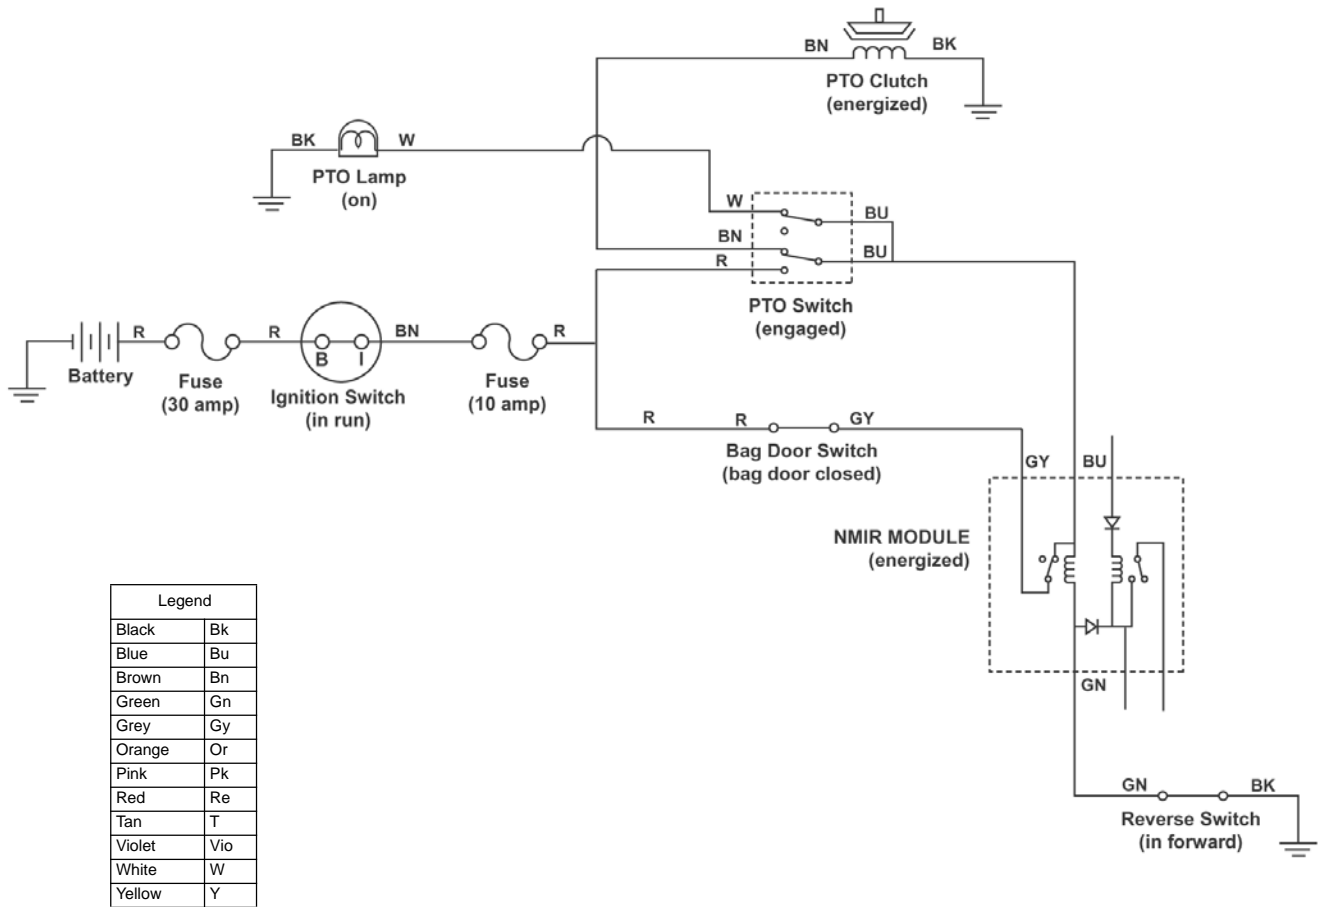 BN
BK
PTO Clutch
(energized)
BK
W
PTO Lamp
(on)
W
BU
BN
BU
R
PTO Switch
(engaged)
R
R
B
I
BN
R
Battery
Fuse
(30 amp)
Ignition Switch
(in run)
Fuse
(10 amp)
R
R
GY
Bag Door Switch
(bag door closed)
GY
BU
NMIR MODULE
(energized)
GN
GN
BK
Reverse Switch
(in forward)
Legend
Black Bk
Blue Bu
Brown Bn
Green Gn
Grey Gy
Orange Or
Pink Pk
Red Re
Tan T
Violet Vio
White W
Yellow Y